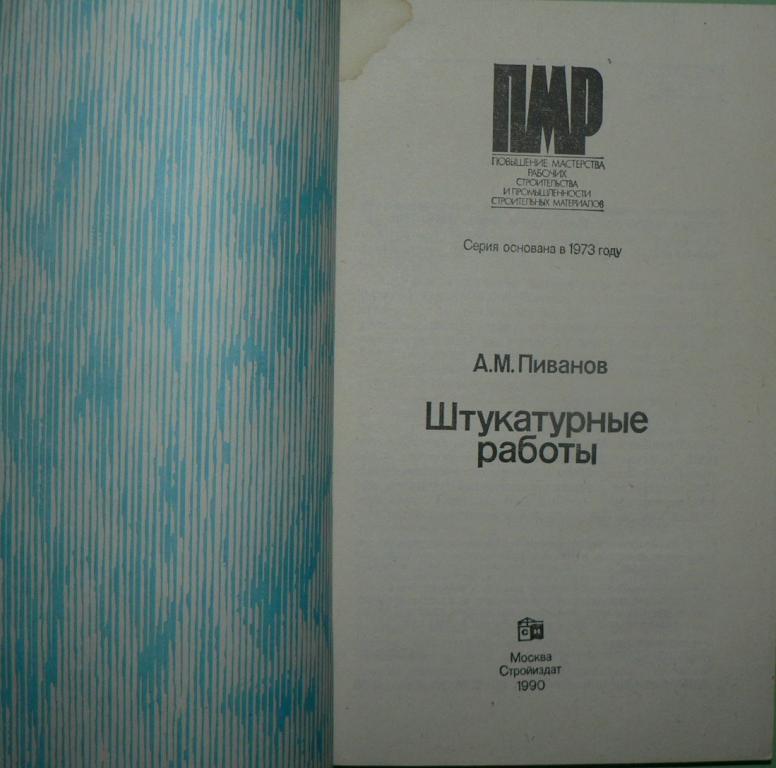 ПМР
ПОВЫШЕНИЕ МАСТЕРСТВА
РАБОЧИХ
СТРОИТЕЛЬСТВА
И ПРОМЫШЛЕННОСТИ
СТРОИТЕЛЬНЫХ МАТЕРИАЛОВ
Серия основана в 1973 году
А.М.Пиванов
Штукатурные
работы
СИ
Москва
Стройиздат
1990